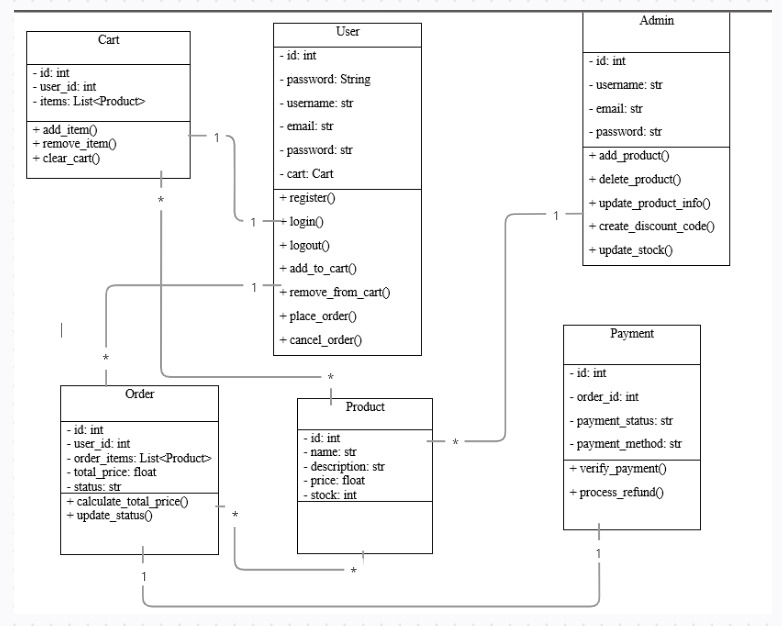 Cart
- id: int
- user_id: int
- items: List<Product>
+ add_item()
+ remove_item()
+ clear_cart()
User
- id: int
- password: String
- username: str
- email: str
- password: str
- cart: Cart
+ register()
+ login()
+ logout()
+ add_to_cart()
+ remove_from_cart()
+ place_order()
+ cancel_order()
Admin
- id: int
- username: str
- email: str
- password: str
+ add_product()
+ delete_product()
+ update_product_info()
+ create_discount_code()
+ update_stock()
1
1
*
*
1
*
1
*
Order
- id: int
- user_id: int
- order_items: List<Product>
- total_price: float
- status: str
+ calculate_total_price()
+ update_status()
Product
- id: int
- name: str
- description: str
- price: float
- stock: int
Payment
- id: int
- order_id: int
- payment_status: str
- payment_method: str
+ verify_payment()
+ process_refund()
*
*
1
1